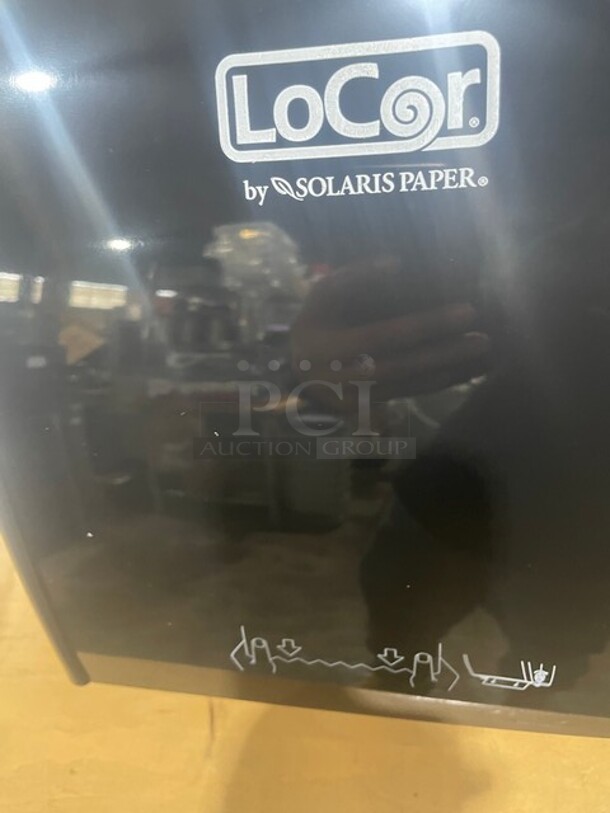 LoCor®
by SOLARIS PAPER®
PCI
AUCTION GROUP